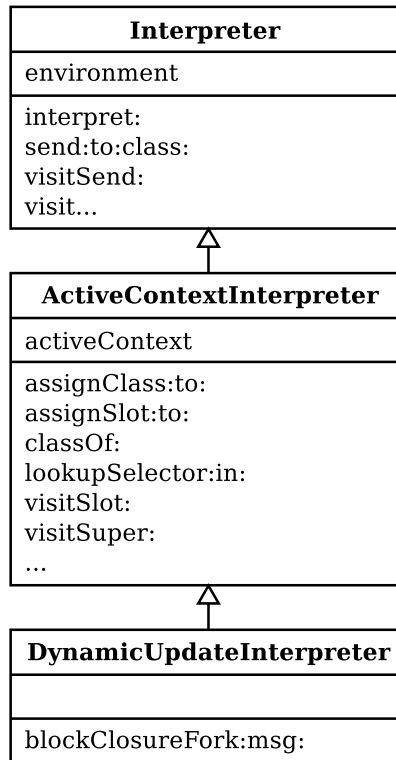 Interpreter
environment
interpret:
send:to:class:
visitSend:
visit...
ActiveContextInterpreter
activeContext
assignClass:to:
assignSlot:to:
classOf:
lookupSelector:in:
visitSlot:
visitSuper:
...
DynamicUpdateInterpreter
blockClosureFork:msg: